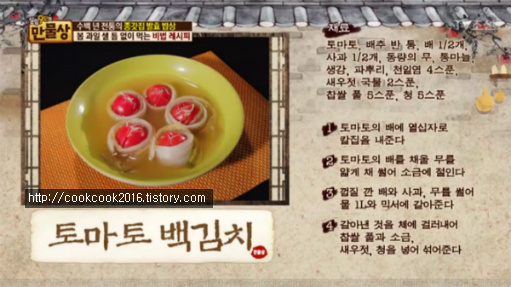 만물상
수백 년 전통의 종갓집 발효 밥상
봄 과일 쌀 등 없이 먹는 비법 레시피
재료
토마토, 배추 반 통, 배 1/2개,
사과 1/2개, 동량의 무, 통마늘
생강, 파뿌리, 천일염 4스푼,
새우젓 국물 2스푼,
찹쌀 풀 5스푼, 청 5스푼
1 토마토의 배에 열십자로
칼집을 내준다
2 토마토의 배를 채울 무를
얇게 채 썰어 소금에 절인다
3 껍질 깐 배와 사과, 무를 썰어
물 1L와 믹서에 갈아준다
4 갈아낸 것을 체에 걸러내어
찹쌀 풀과 소금,
새우젓, 청을 넣어 섞어준다
http://cookcook2016.tistory.com
토마토 백김치